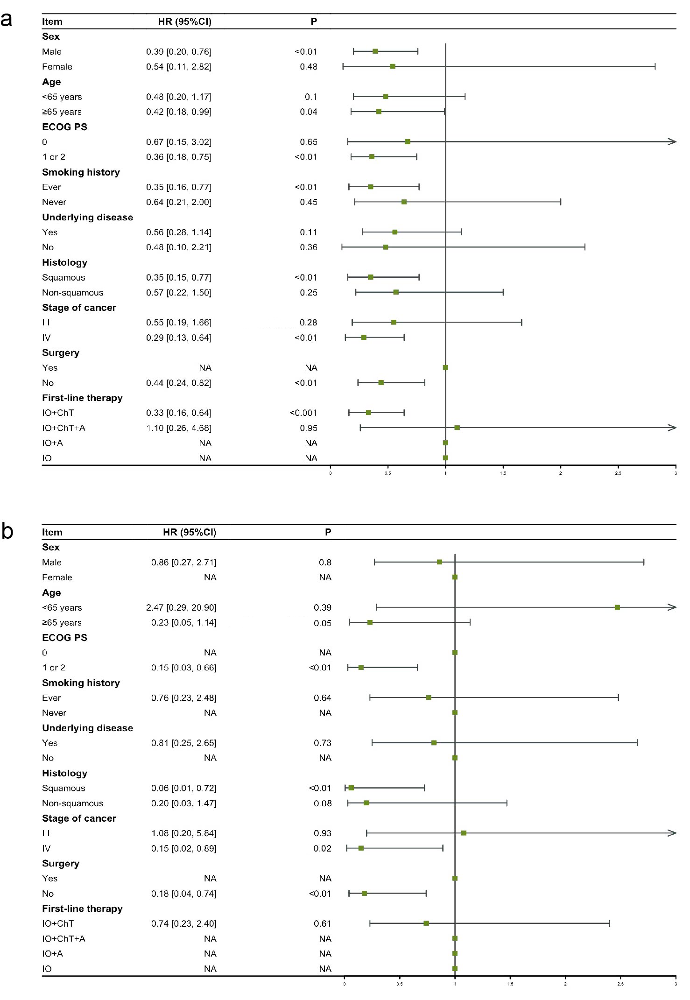 a
Item HR (95%CI) P
Sex
Male 0.39 [0.20, 0.76] <0.01
Female 0.54 [0.11, 2.82] 0.48
Age
<65 years 0.48 [0.20, 1.17] 0.1
≥65 years 0.42 [0.18, 0.99] 0.04
ECOG PS
0 0.67 [0.15, 3.02] 0.65
1 or 2 0.36 [0.18, 0.75] <0.01
Smoking history
Ever 0.35 [0.16, 0.77] <0.01
Never 0.64 [0.21, 2.00] 0.45
Underlying disease
Yes 0.56 [0.28, 1.14] 0.11
No 0.48 [0.10, 2.21] 0.36
Histology
Squamous 0.35 [0.15, 0.77] <0.01
Non-squamous 0.57 [0.22, 1.50] 0.25
Stage of cancer
III 0.55 [0.19, 1.66] 0.28
IV 0.29 [0.13, 0.64] <0.01
Surgery
Yes NA NA
No 0.44 [0.24, 0.82] <0.01
First-line therapy
IO+ChT 0.33 [0.16, 0.64] <0.001
IO+ChT+A 1.10 [0.26, 4.68] 0.95
IO+A NA NA
IO NA NA
0 0.5 1 1.5 2 2.5 3
b
Item HR (95%CI) P
Sex
Male 0.86 [0.27, 2.71] 0.8
Female NA NA
Age
<65 years 2.47 [0.29, 20.90] 0.39
≥65 years 0.23 [0.05, 1.14] 0.05
ECOG PS
0 NA NA
1 or 2 0.15 [0.03, 0.66] <0.01
Smoking history
Ever 0.76 [0.23, 2.48] 0.64
Never NA NA
Underlying disease
Yes 0.81 [0.25, 2.65] 0.73
No NA NA
Histology
Squamous 0.06 [0.01, 0.72] <0.01
Non-squamous 0.20 [0.03, 1.47] 0.08
Stage of cancer
III 1.08 [0.20, 5.84] 0.93
IV 0.15 [0.02, 0.89] 0.02
Surgery
Yes NA NA
No 0.18 [0.04, 0.74] <0.01
First-line therapy
IO+ChT 0.74 [0.23, 2.40] 0.61
IO+ChT+A NA NA
IO+A NA NA
IO NA NA
0 0.5 1 1.5 2 2.5 3